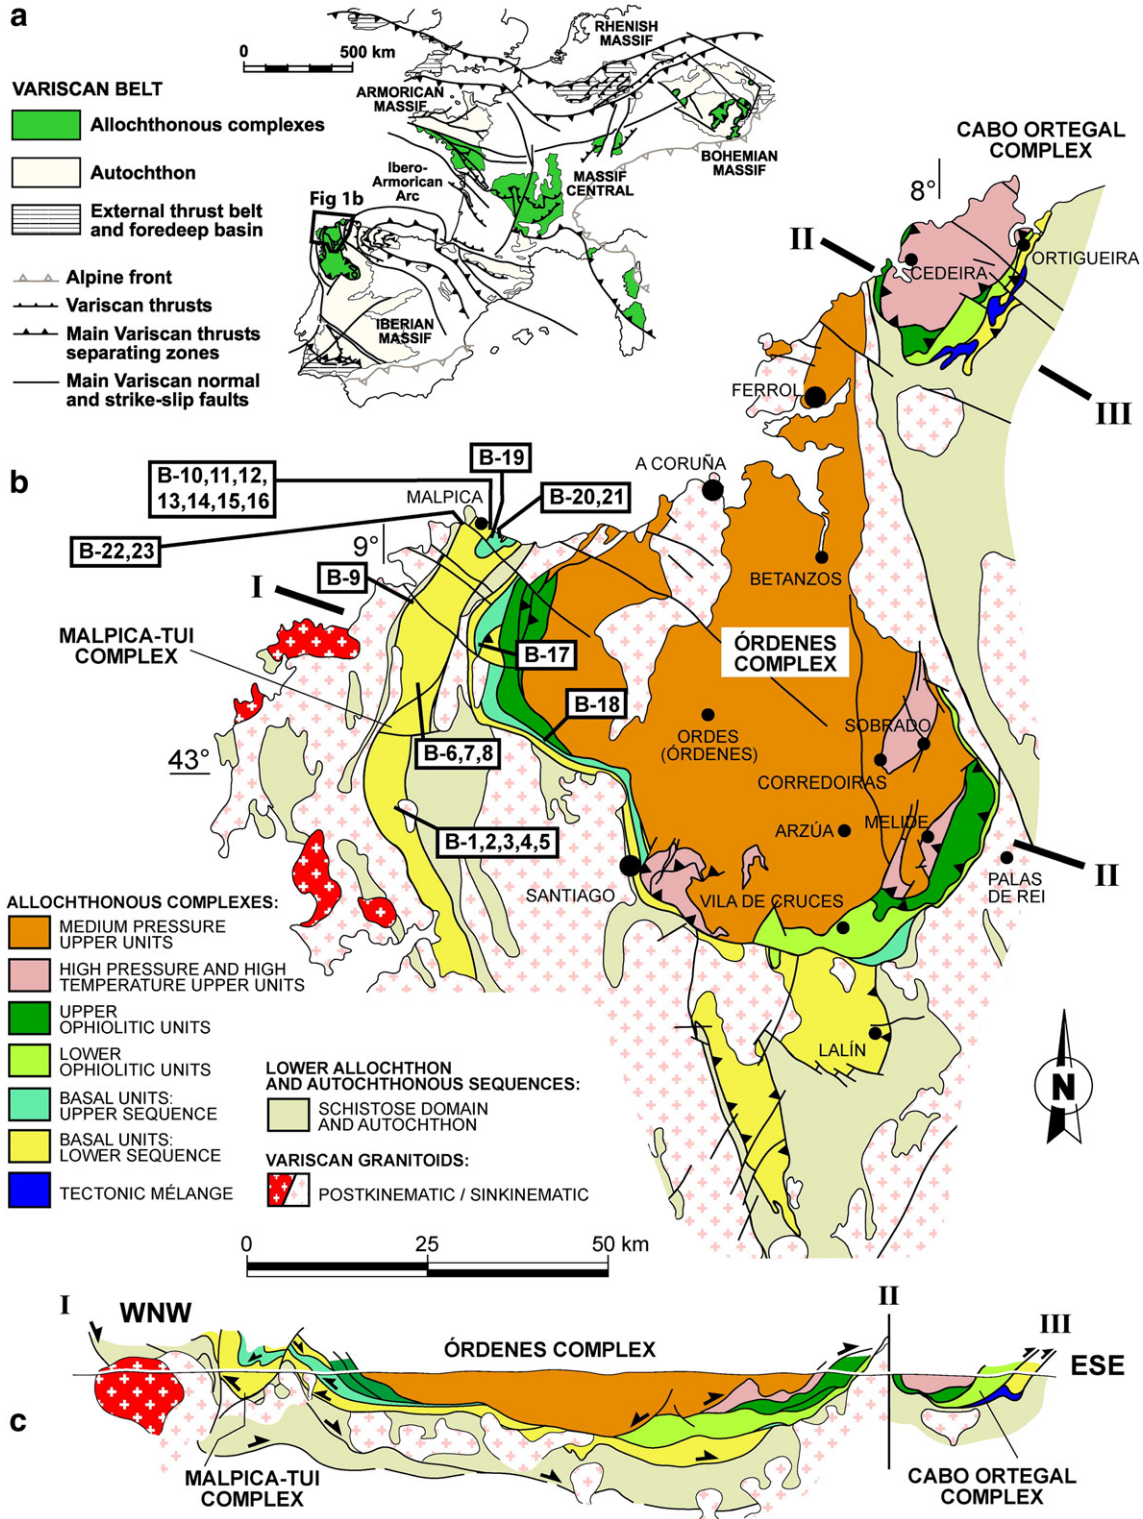 a
0
500 km
VARISCAN BELT
Allochthonous complexes
Autochthon
External thrust belt
and foredeep basin
Alpine front
Variscan thrusts
Main Variscan thrusts
separating zones
Main Variscan normal
and strike-slip faults
RHENISH
MASSIF
ARMORICAN
MASSIF
BOHEMIAN
MASSIF
MASSIF
CENTRAL
Ibero-
Armorican
Arc
Fig 1b
IBERIAN
MASSIF
CABO ORTEGAL
COMPLEX
8°
II
CEDEIRA
ORTIGUEIRA
III
FERROL
b
B-10,11,12,
13,14,15,16
B-19
B-20,21
MALPICA
A CORUÑA
B-22,23
9°
B-9
I
BETANZOS
MALPICA-TUI
COMPLEX
ÓRDENES
COMPLEX
B-17
B-18
ORDES
(ÓRDENES)
SOBRADO
43°
B-6,7,8
CORREDOIRAS
B-1,2,3,4,5
ARZÚA
MELIDE
SANTIAGO
VILA DE CRUCES
PALAS
DE REI
II
LALÍN
N
ALLOCHTHONOUS COMPLEXES:
MEDIUM PRESSURE
UPPER UNITS
HIGH PRESSURE AND HIGH
TEMPERATURE UPPER UNITS
UPPER
OPHIOLITIC UNITS
LOWER
OPHIOLITIC UNITS
BASAL UNITS:
UPPER SEQUENCE
BASAL UNITS:
LOWER SEQUENCE
TECTONIC MÉLANGE
LOWER ALLOCHTHON
AND AUTOCHTHONOUS SEQUENCES:
SCHISTOSE DOMAIN
AND AUTOCHTHON
VARISCAN GRANITOIDS:
POSTKINEMATIC / SINKINEMATIC
0
25
50 km
I
WNW
ÓRDENES COMPLEX
II
III
ESE
c
MALPICA-TUI
COMPLEX
CABO ORTEGAL
COMPLEX